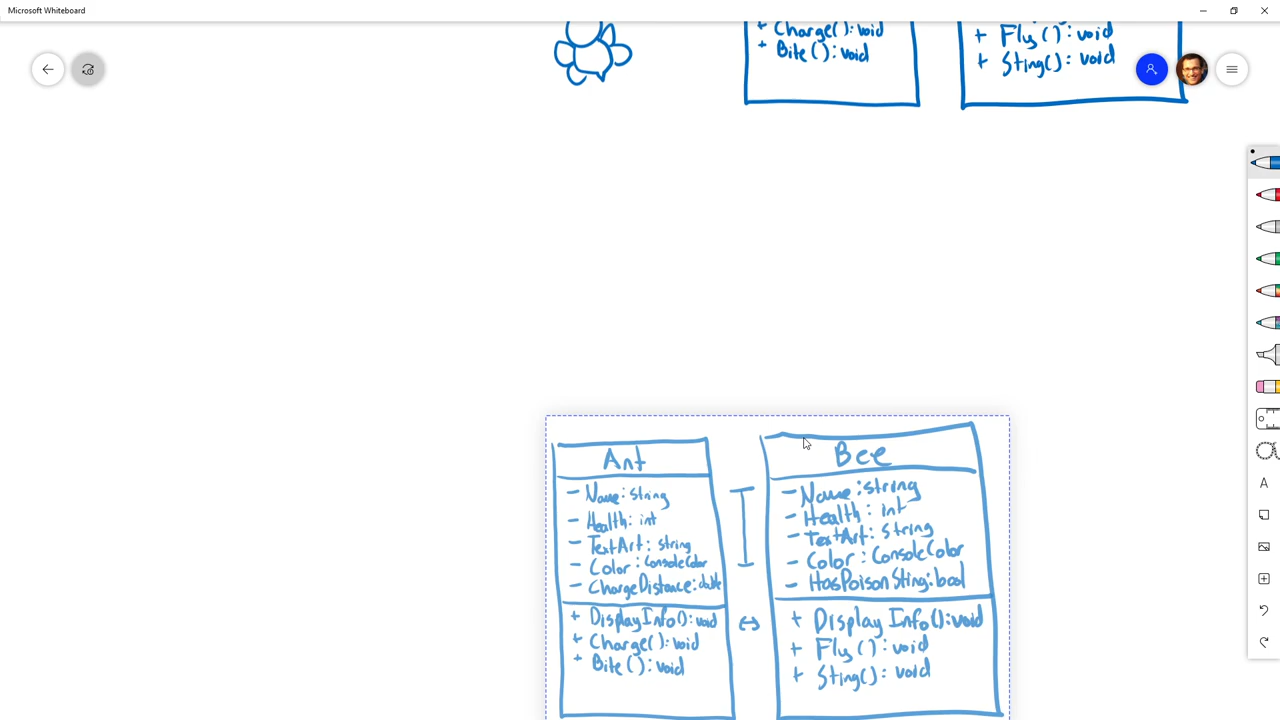 Microsoft Whiteboard
+ Charge(): void
+ Bite(): void
+ Fly(): void
+ Sting(): void
Ant
- Name: string
- Health: int
- TextArt: string
- Color: ConsoleColor
- ChargeDistance: double
+ DisplayInfo(): void
+ Charge(): void
+ Bite(): void
Bee
- Name: string
- Health: int
- TextArt: string
- Color: ConsoleColor
- HasPoisonSting: bool
+ DisplayInfo(): void
+ Fly(): void
+ Sting(): void
A